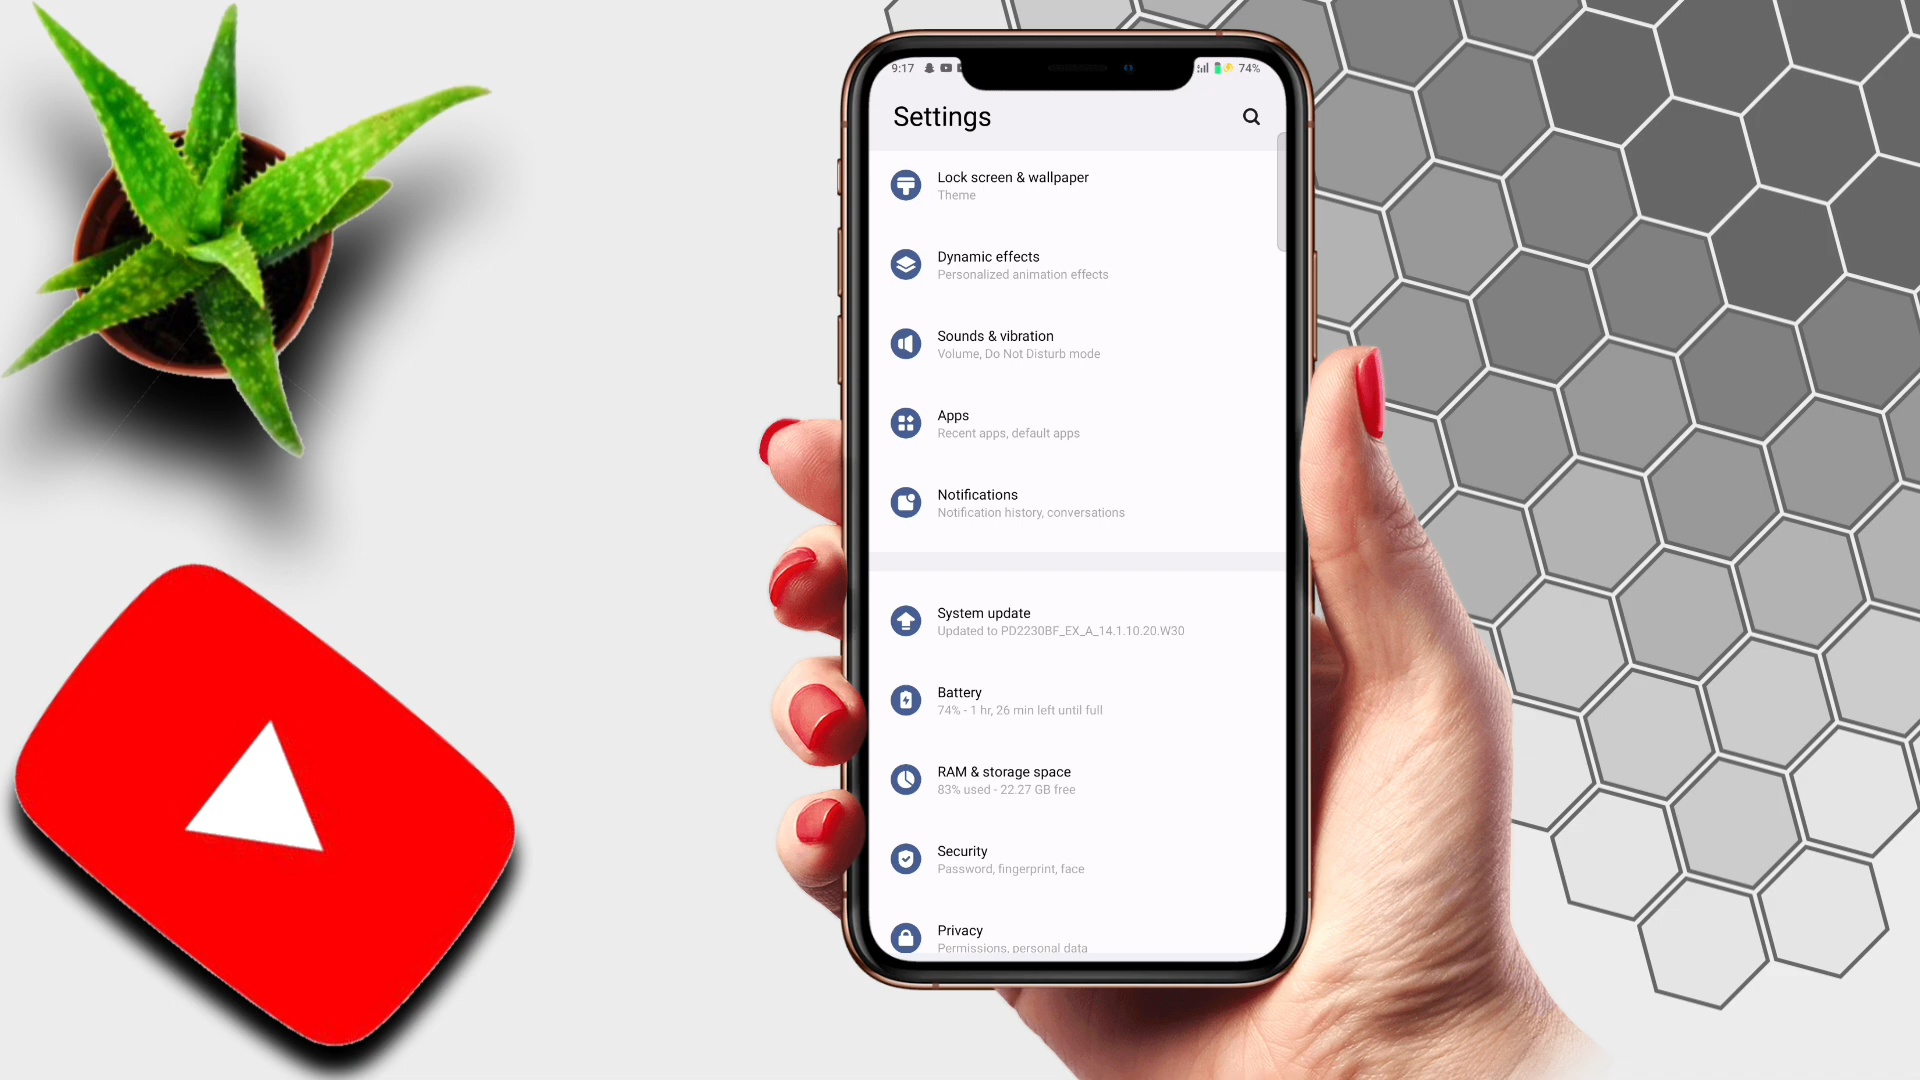 9:17
74%
Settings
Lock screen & wallpaper
Theme
Dynamic effects
Personalized animation effects
Sounds & vibration
Volume, Do Not Disturb mode
Apps
Recent apps, default apps
Notifications
Notification history, conversations
System update
Updated to PD2230BF_EX_A_14.1.10.20.W30
Battery
74% - 1 hr, 26 min left until full
RAM & storage space
83% used - 22.27 GB free
Security
Password, fingerprint, face
Privacy
Permissions, personal data